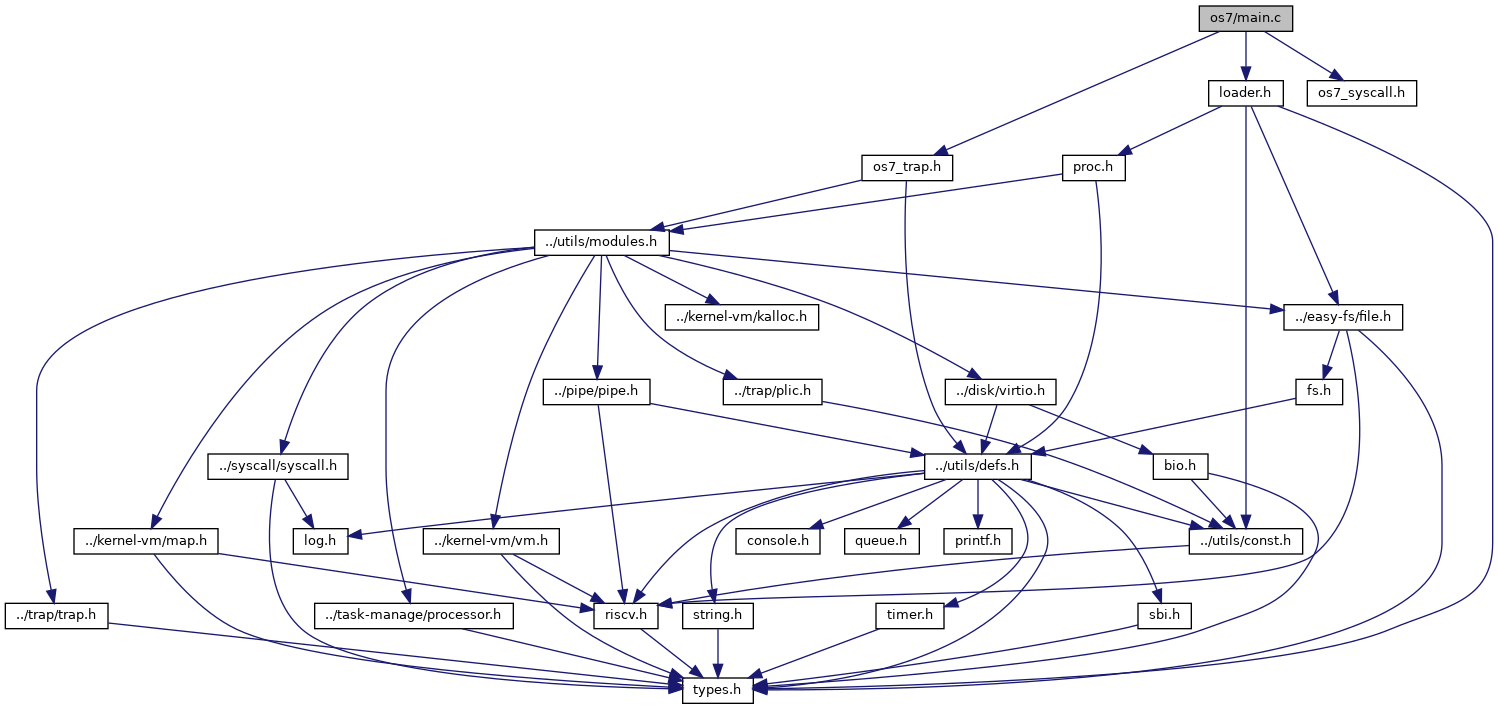 os7/main.c
loader.h
os7_syscall.h
os7_trap.h
proc.h
../utils/modules.h
../kernel-vm/kalloc.h
../easy-fs/file.h
../pipe/pipe.h
../trap/plic.h
../disk/virtio.h
fs.h
../syscall/syscall.h
../utils/defs.h
bio.h
../kernel-vm/map.h
log.h
../kernel-vm/vm.h
console.h
queue.h
printf.h
../utils/const.h
../trap/trap.h
../task-manage/processor.h
riscv.h
string.h
timer.h
sbi.h
types.h